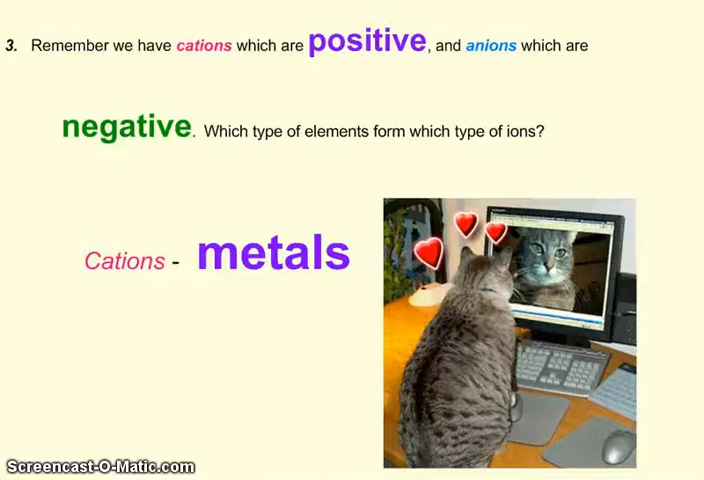 3. Remember we have cations which are positive, and anions which are
negative. Which type of elements form which type of ions?
Cations - metals
Screencast-O-Matic.com